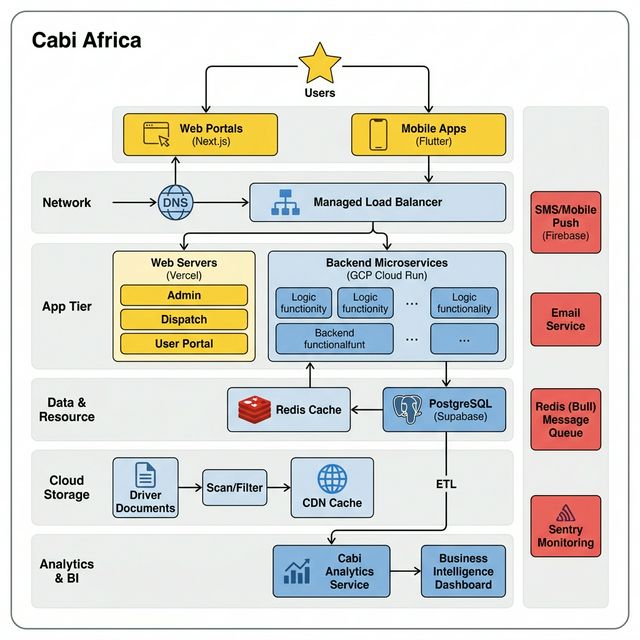 Cabi Africa
Users
Web Portals
(Next.js)
Mobile Apps
(Flutter)
Network
DNS
Managed Load Balancer
App Tier
Web Servers
(Vercel)
Admin
Dispatch
User Portal
Backend Microservices
(GCP Cloud Run)
Logic
functionity
Logic
functionity
...
Logic
functionality
Backend
functionalfunt
...
...
Data &
Resource
Redis Cache
PostgreSQL
(Supabase)
Cloud
Storage
Driver
Documents
Scan/Filter
CDN Cache
ETL
Analytics
& BI
Cabi
Analytics
Service
Business
Intelligence
Dashboard
SMS/Mobile
Push
(Firebase)
Email
Service
Redis (Bull)
Message
Queue
Sentry
Monitoring